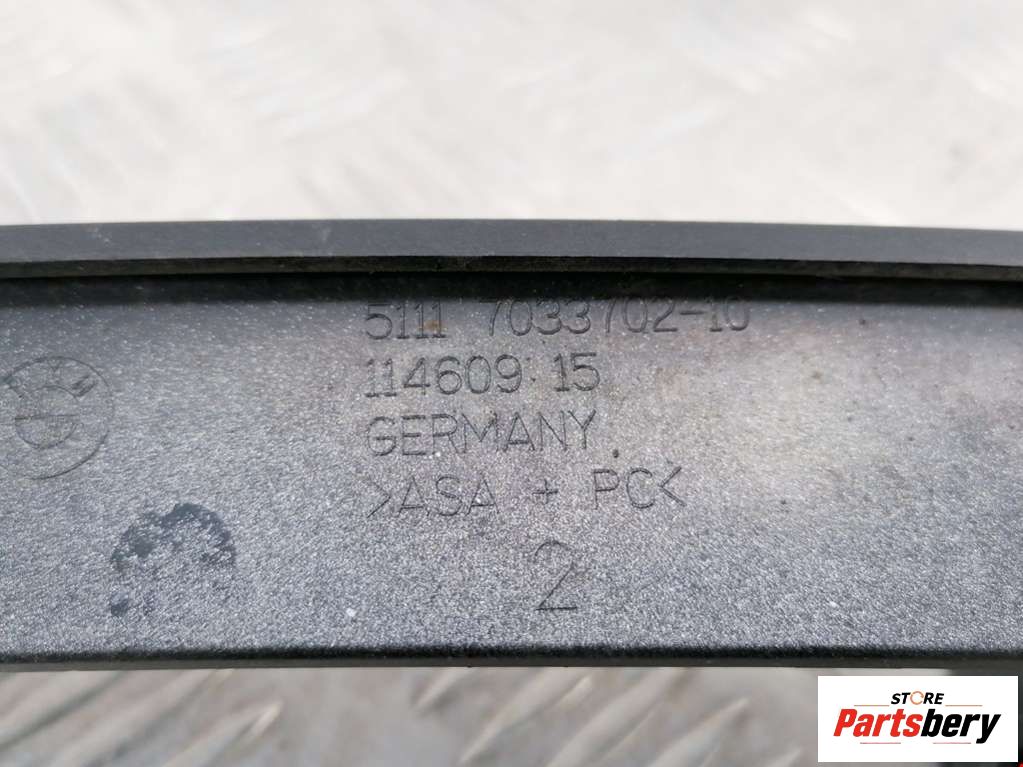 5111 7033702-10
114609 15
GERMANY
>ASA + PC<
2
STORE
Partsbery